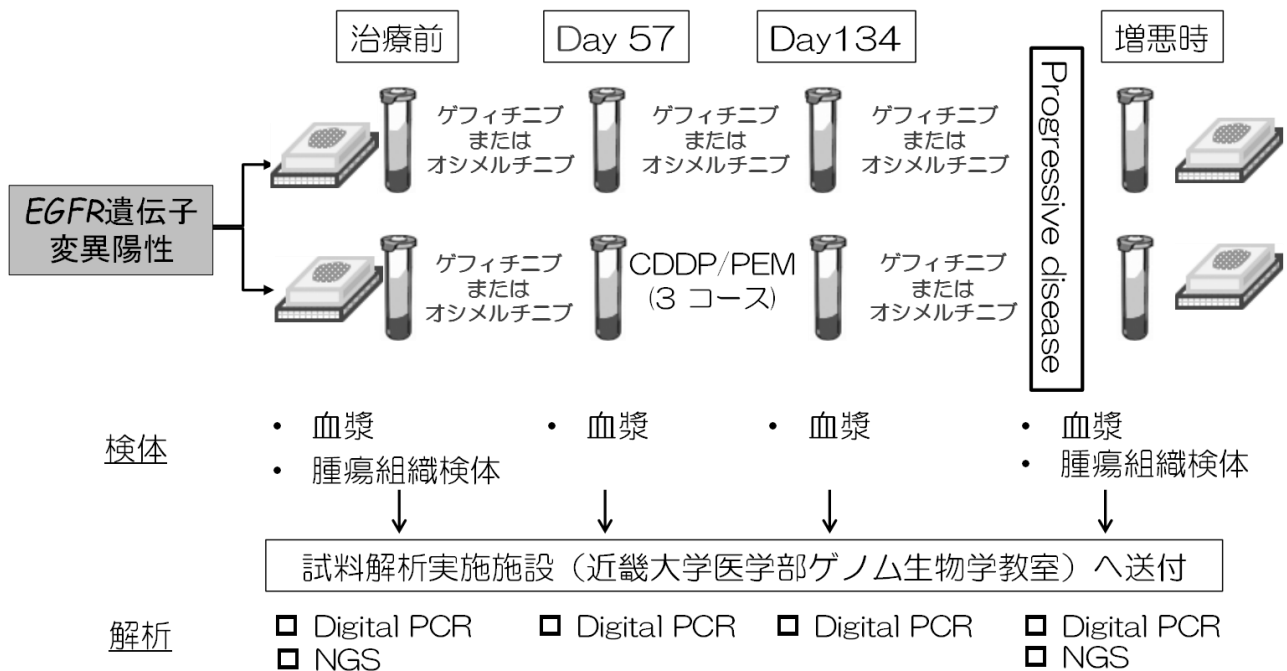 治療前
Day 57
Day134
増悪時
EGFR遺伝子
変異陽性
ゲフィチニブ
または
オシメルチニブ
ゲフィチニブ
または
オシメルチニブ
ゲフィチニブ
または
オシメルチニブ
ゲフィチニブ
または
オシメルチニブ
CDDP/PEM
(3 コース)
ゲフィチニブ
または
オシメルチニブ
Progressive disease
検体
• 血漿
• 腫瘍組織検体
• 血漿
• 血漿
• 血漿
• 腫瘍組織検体
試料解析実施施設（近畿大学医学部ゲノム生物学教室）へ送付
解析
Digital PCR
NGS
Digital PCR
Digital PCR
Digital PCR
NGS